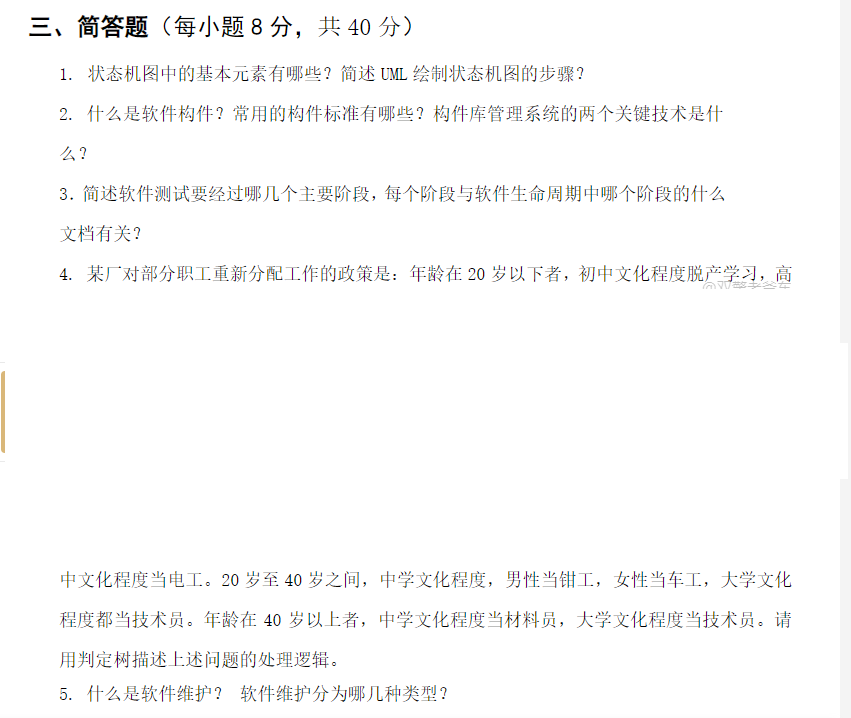 三、简答题（每小题 8 分，共 40 分）
1. 状态机图中的基本元素有哪些？简述 UML 绘制状态机图的步骤？
2. 什么是软件构件？常用的构件标准有哪些？构件库管理系统的两个关键技术是什
么？
3. 简述软件测试要经过哪几个主要阶段，每个阶段与软件生命周期中哪个阶段的什么
文档有关？
4. 某厂对部分职工重新分配工作的政策是：年龄在 20 岁以下者，初中文化程度脱产学习，高
中文化程度当电工。20 岁至 40 岁之间，中学文化程度，男性当钳工，女性当车工，大学文化
程度都当技术员。年龄在 40 岁以上者，中学文化程度当材料员，大学文化程度当技术员。请
用判定树描述上述问题的处理逻辑。
5. 什么是软件维护？ 软件维护分为哪几种类型？